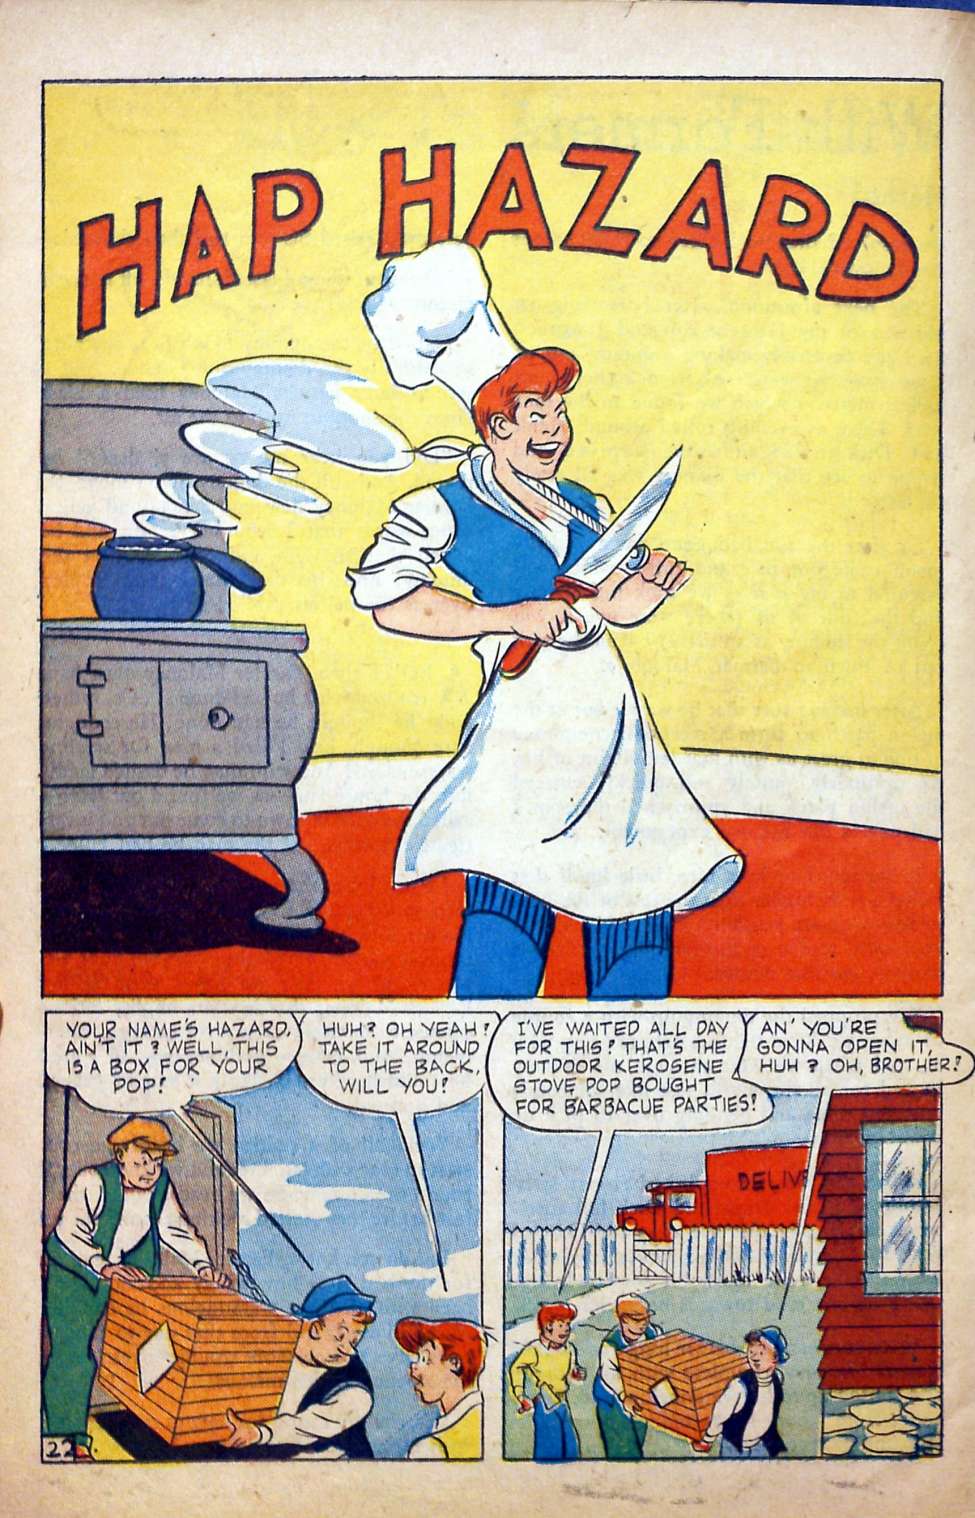 HAP HAZARD
YOUR NAME'S HAZARD,
AIN'T IT? WELL, THIS
IS A BOX FOR YOUR
POP!
HUH? OH YEAH!
TAKE IT AROUND
TO THE BACK,
WILL YOU!
I'VE WAITED ALL DAY
FOR THIS! THAT'S THE
OUTDOOR KEROSENE
STOVE POP BOUGHT
FOR BARBACUE PARTIES!
AN' YOU'RE
GONNA OPEN IT,
HUH? OH, BROTHER!
DELIV
22